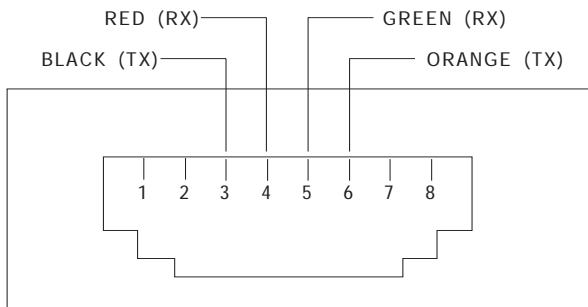 RED (RX) GREEN (RX)
BLACK (TX) ORANGE (TX)
1 2 3 4 5 6 7 8